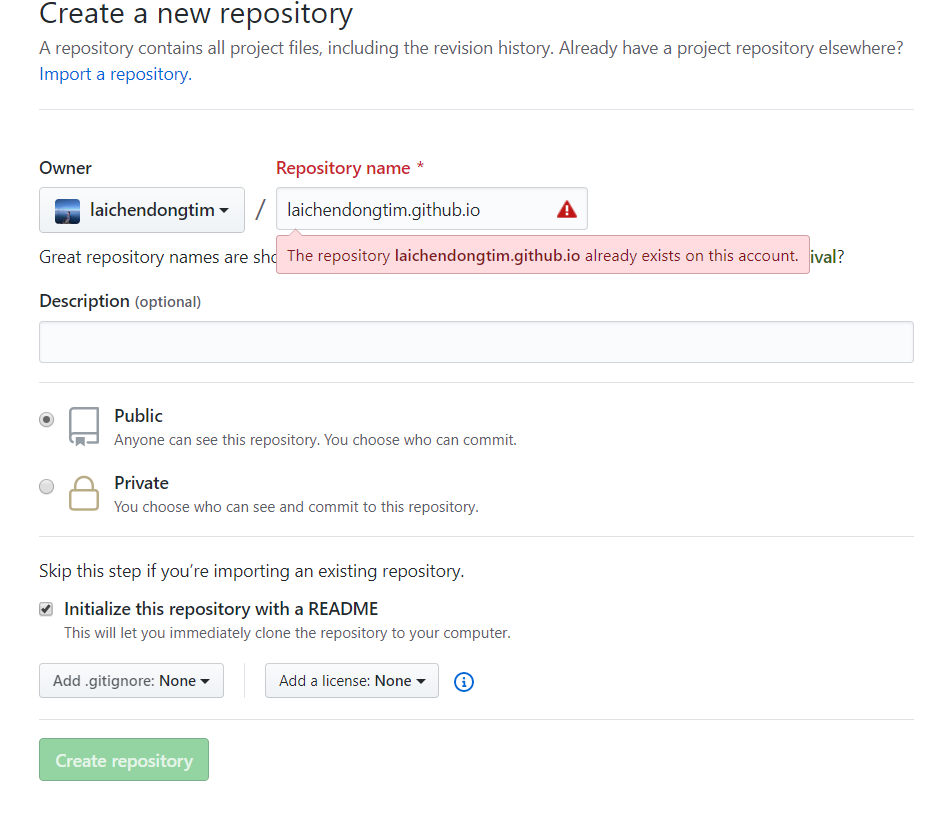 Create a new repository
A repository contains all project files, including the revision history. Already have a project repository elsewhere?
Import a repository.
Owner
Repository name *
laichendongtim
/
laichendongtim.github.io
Great repository names are sho
The repository laichendongtim.github.io already exists on this account.
ival?
Description (optional)
Public
Anyone can see this repository. You choose who can commit.
Private
You choose who can see and commit to this repository.
Skip this step if you’re importing an existing repository.
Initialize this repository with a README
This will let you immediately clone the repository to your computer.
Add .gitignore: None
Add a license: None
Create repository